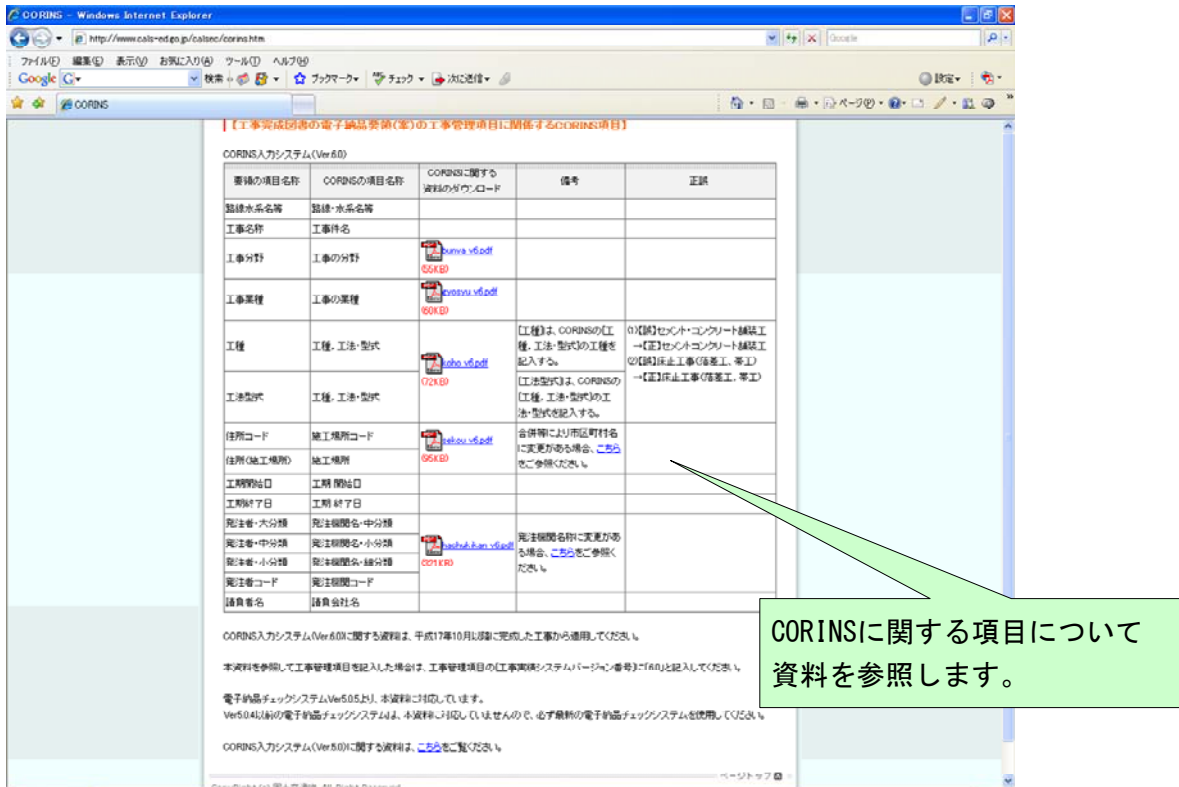 CORINS - Windows Internet Explorer
http://www.cals-ed.go.jp/calsec/corins.htm
Google
ファイル(F) 編集(E) 表示(V) お気に入り(A) ツール(T) ヘルプ(H)
Google G 検索 ブックマーク チェック 次に送信 設定
CORINS ページ(P)
【工事完成図書の電子納品要領(案)の工事管理項目に関係するCORINS項目】
CORINS入力システム(Ver.6.0)
要領の項目名称 CORINSの項目名称 CORINSに関する 備考 正誤
資料のダウンロード
路線水系名等 路線・水系名等
工事名称 工事件名
工事分野 工事の分野 bunya_v6.pdf
(55KB)
工事業種 工事の業種 gyosyu_v6.pdf
(60KB)
工種 工種、工法・型式 koho_v6.pdf
(72KB)
[工種]は、CORINSの[工
種、工法・型式]の工種を
記入する。
(1)【誤】セメント・コンクリート舗装工
→【正】セメントコンクリート舗装工
(2)【誤】床止工事(落差工、帯工)
→【正】床止工事(落差工、帯工)
工法型式 工種、工法・型式
[工法型式]は、CORINSの
[工種、工法・型式]の工
法・型式を記入する。
住所コード 施工場所コード sekou_v6.pdf
(95KB)
住所(施工場所) 施工場所
合併等により市区町村名
に変更がある場合、こちら
をご参照ください。
工期開始日 工期開始日
工期終了日 工期終了日
発注者・大分類 発注機関名・中分類
発注者・中分類 発注機関名・小分類 hashukikan_v6.pdf
発注者・小分類 発注機関名・細分類 (221KB)
発注者コード 発注機関コード
発注機関名称に変更があ
る場合、こちらをご参照く
ださい。
請負者名 請負会社名
CORINS入力システム(Ver.6.0)に関する資料は、平成17年10月以降に完成した工事から適用してください。
本資料を参照して工事管理項目を記入した場合は、工事管理項目の[工事実績システムバージョン番号]に「6.0」と記入してください。
電子納品チェックシステムVer5.0.5より、本資料に対応しています。
Ver5.0.4以前の電子納品チェックシステムは、本資料に対応していませんので、必ず最新の電子納品チェックシステムを使用してください。
CORINS入力システム(Ver.5.0)に関する資料は、こちらをご覧ください。
ページトップ
CORINSに関する項目について
資料を参照します。